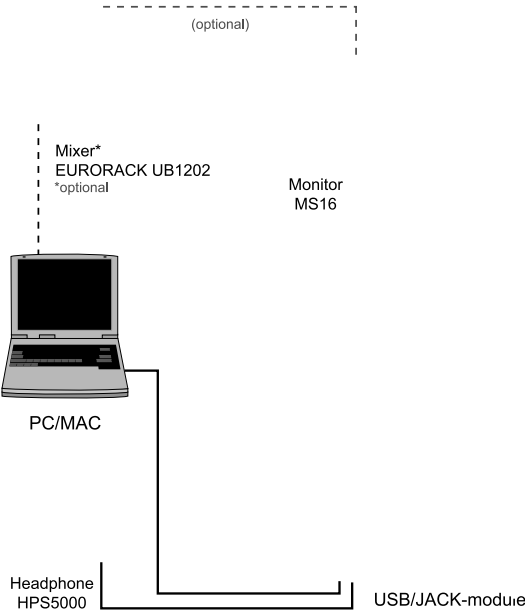 (optional)
Mixer*
EURORACK UB1202
*optional
Monitor
MS16
PC/MAC
Headphone
HPS5000
USB/JACK-module